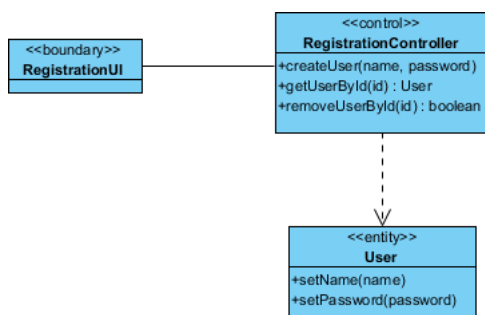 <<boundary>>
RegistrationUI
<<control>>
RegistrationController
+createUser(name, password)
+getUserById(id) : User
+removeUserById(id) : boolean
<<entity>>
User
+setName(name)
+setPassword(password)